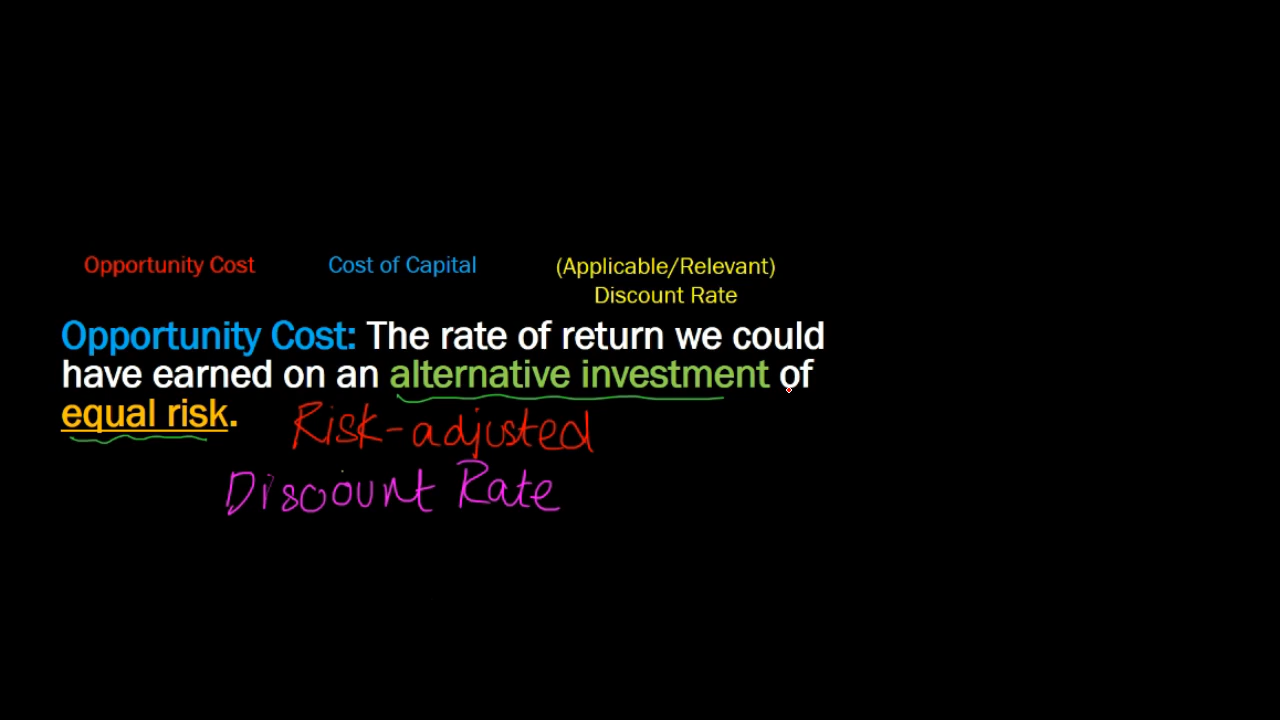 Opportunity Cost Cost of Capital (Applicable/Relevant)
Discount Rate
Opportunity Cost: The rate of return we could
have earned on an alternative investment of
equal risk. Risk-adjusted
Discount Rate